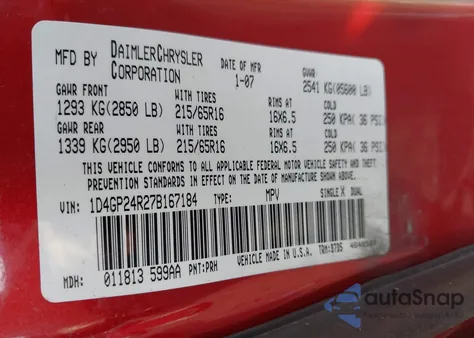 MFD BY DAIMLERCHRYSLER CORPORATION DATE OF MFR 1-07 GVWR 2541 KG(05600 LB)
GAWR FRONT WITH TIRES RIMS AT COLD
1293 KG(2850 LB) 215/65R16 16X6.5 250 KPA( 36 PSI)
GAWR REAR WITH TIRES RIMS AT COLD
1339 KG(2950 LB) 215/65R16 16X6.5 250 KPA( 36 PSI)
THIS VEHICLE CONFORMS TO ALL APPLICABLE FEDERAL MOTOR VEHICLE SAFETY AND THEFT
PREVENTION STANDARDS IN EFFECT ON THE DATE OF MANUFACTURE SHOWN ABOVE.
VIN: 1D4GP24R27B167184 TYPE: MPV SINGLE X DUAL
MDH: 011813 599AA PNT:PRH VEHICLE MADE IN U.S.A.
autoSnap